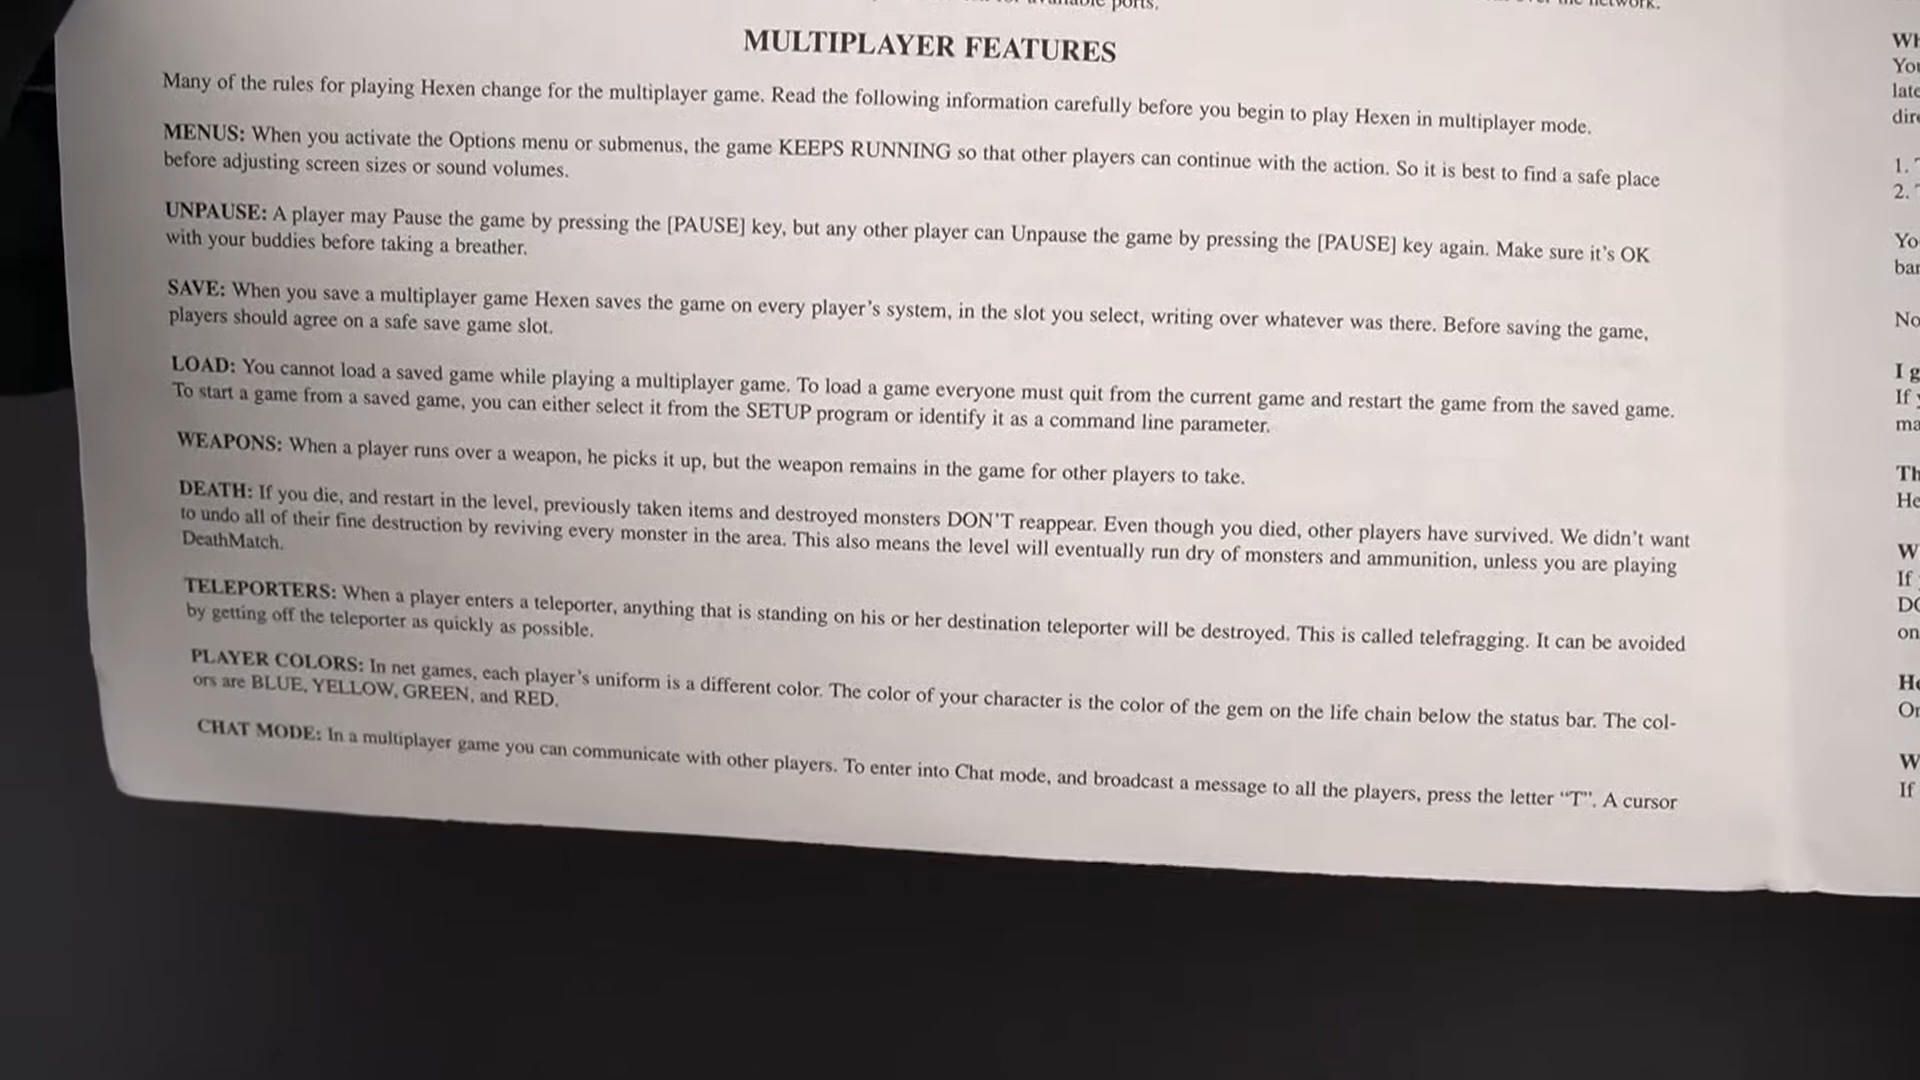 ports.
network.
MULTIPLAYER FEATURES
Many of the rules for playing Hexen change for the multiplayer game. Read the following information carefully before you begin to play Hexen in multiplayer mode.
MENUS: When you activate the Options menu or submenus, the game KEEPS RUNNING so that other players can continue with the action. So it is best to find a safe place
before adjusting screen sizes or sound volumes.
UNPAUSE: A player may Pause the game by pressing the [PAUSE] key, but any other player can Unpause the game by pressing the [PAUSE] key again. Make sure it's OK
with your buddies before taking a breather.
SAVE: When you save a multiplayer game Hexen saves the game on every player's system, in the slot you select, writing over whatever was there. Before saving the game,
players should agree on a safe save game slot.
LOAD: You cannot load a saved game while playing a multiplayer game. To load a game everyone must quit from the current game and restart the game from the saved game.
To start a game from a saved game, you can either select it from the SETUP program or identify it as a command line parameter.
WEAPONS: When a player runs over a weapon, he picks it up, but the weapon remains in the game for other players to take.
DEATH: If you die, and restart in the level, previously taken items and destroyed monsters DON'T reappear. Even though you died, other players have survived. We didn't want
to undo all of their fine destruction by reviving every monster in the area. This also means the level will eventually run dry of monsters and ammunition, unless you are playing
DeathMatch.
TELEPORTERS: When a player enters a teleporter, anything that is standing on his or her destination teleporter will be destroyed. This is called telefragging. It can be avoided
by getting off the teleporter as quickly as possible.
PLAYER COLORS: In net games, each player's uniform is a different color. The color of your character is the color of the gem on the life chain below the status bar. The col-
ors are BLUE, YELLOW, GREEN, and RED.
CHAT MODE: In a multiplayer game you can communicate with other players. To enter into Chat mode, and broadcast a message to all the players, press the letter "T". A cursor
1.
2.
No
I g
If
Th
He
If
on
If